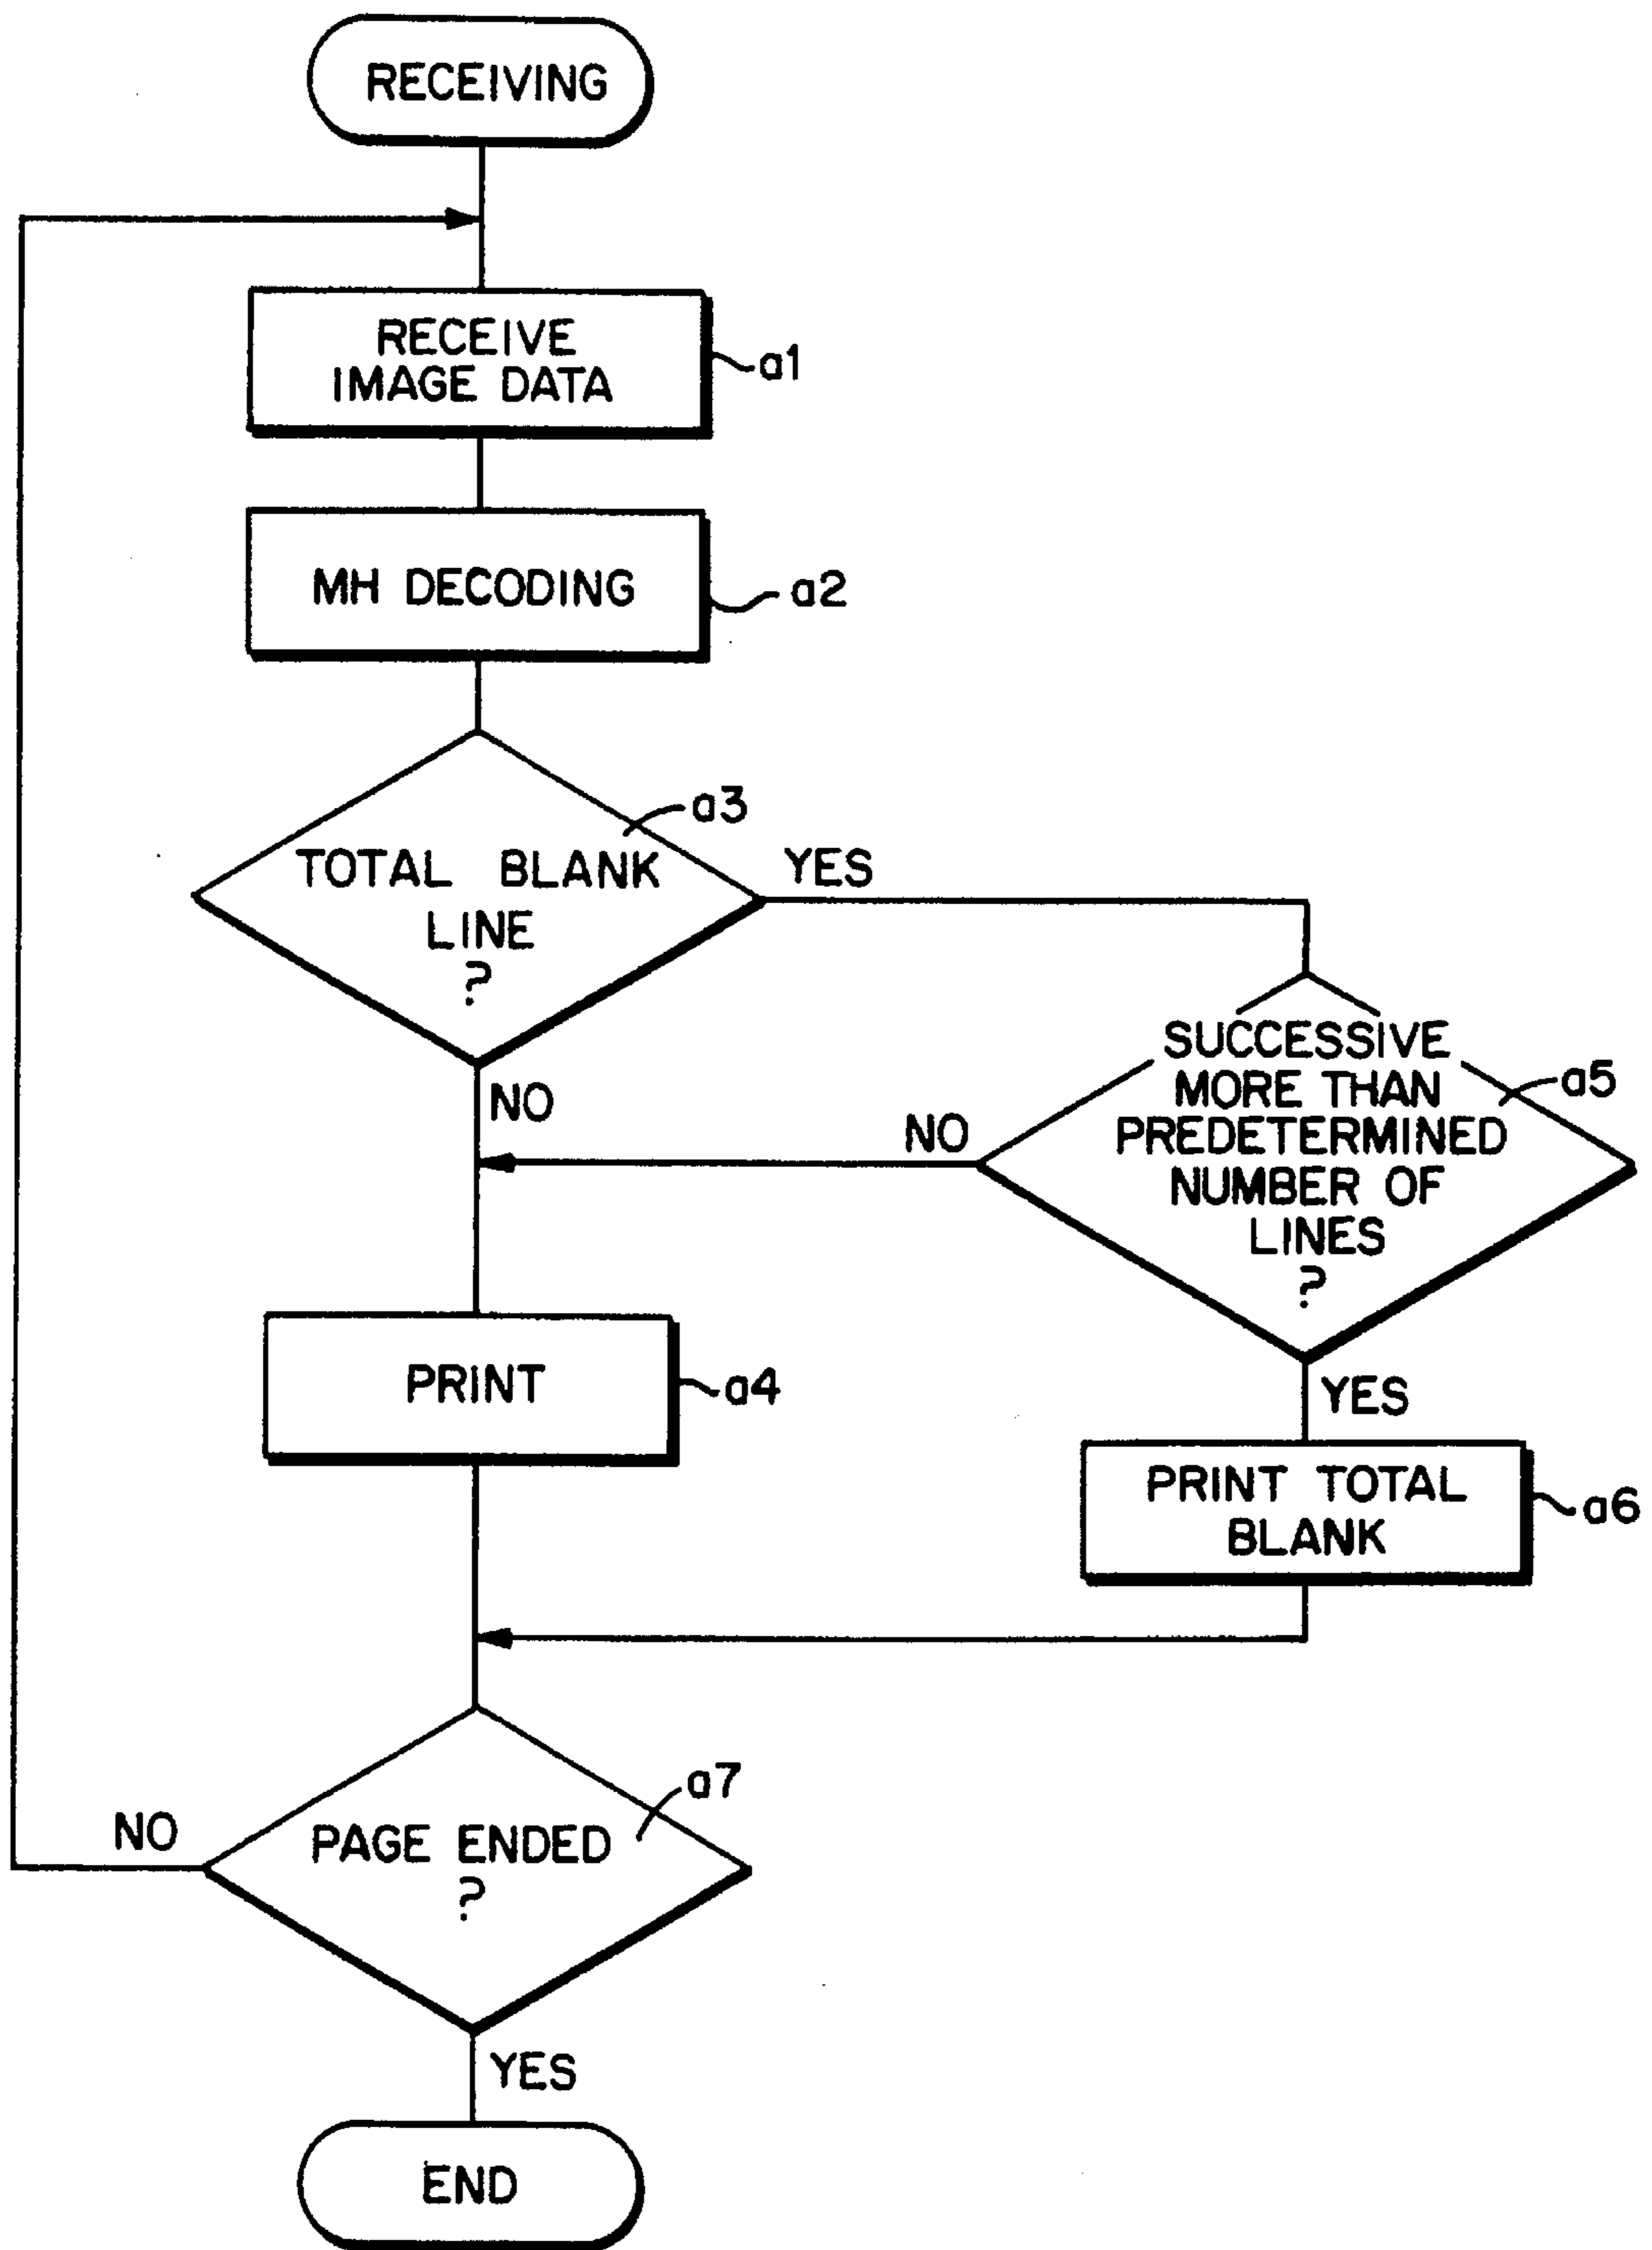 RECEIVING
RECEIVE
IMAGE DATA
a1
MH DECODING
a2
a3
TOTAL BLANK
LINE
?
YES
NO
SUCCESSIVE
MORE THAN
PREDETERMINED
NUMBER OF
LINES
?
a5
NO
YES
PRINT
a4
PRINT TOTAL
BLANK
a6
a7
PAGE ENDED
?
NO
YES
END